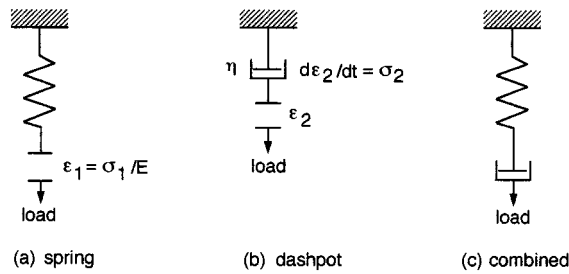 ε₁ = σ₁/E
load
(a) spring
η dε₂/dt = σ₂
ε₂
load
(b) dashpot
load
(c) combined